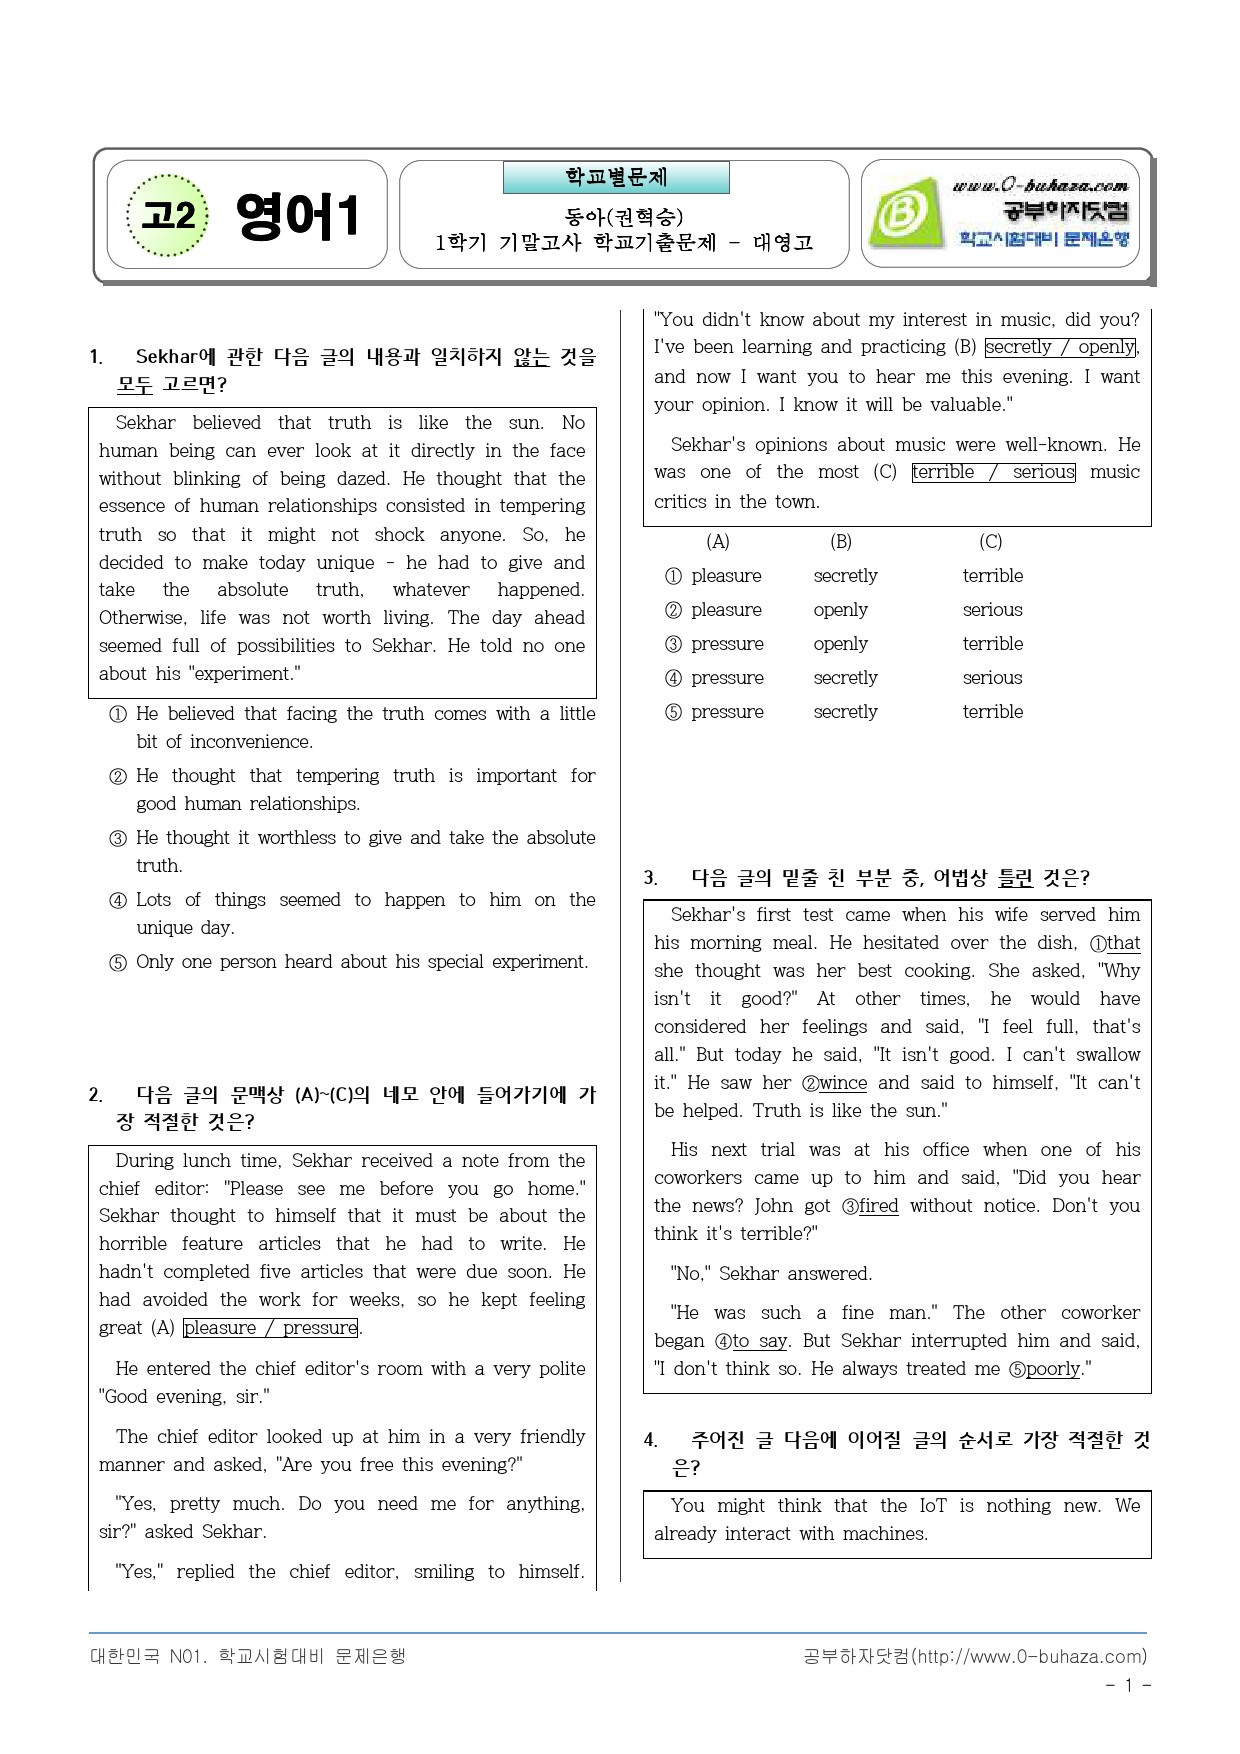 고2 영어1
학교별문제
동아(권혁승)
1학기 기말고사 학교기출문제 - 대영고
www.0-buhaza.com
공부하자닷컴
학교시험대비 문제은행
1. Sekhar에 관한 다음 글의 내용과 일치하지 않는 것을
모두 고르면?
Sekhar believed that truth is like the sun. No
human being can ever look at it directly in the face
without blinking of being dazed. He thought that the
essence of human relationships consisted in tempering
truth so that it might not shock anyone. So, he
decided to make today unique - he had to give and
take the absolute truth, whatever happened.
Otherwise, life was not worth living. The day ahead
seemed full of possibilities to Sekhar. He told no one
about his "experiment."
① He believed that facing the truth comes with a little
bit of inconvenience.
② He thought that tempering truth is important for
good human relationships.
③ He thought it worthless to give and take the absolute
truth.
④ Lots of things seemed to happen to him on the
unique day.
⑤ Only one person heard about his special experiment.
2. 다음 글의 문맥상 (A)~(C)의 네모 안에 들어가기에 가
장 적절한 것은?
During lunch time, Sekhar received a note from the
chief editor: "Please see me before you go home."
Sekhar thought to himself that it must be about the
horrible feature articles that he had to write. He
hadn't completed five articles that were due soon. He
had avoided the work for weeks, so he kept feeling
great (A) pleasure / pressure.
He entered the chief editor's room with a very polite
"Good evening, sir."
The chief editor looked up at him in a very friendly
manner and asked, "Are you free this evening?"
"Yes, pretty much. Do you need me for anything,
sir?" asked Sekhar.
"Yes," replied the chief editor, smiling to himself.
"You didn't know about my interest in music, did you?
I've been learning and practicing (B) secretly / openly,
and now I want you to hear me this evening. I want
your opinion. I know it will be valuable."
Sekhar's opinions about music were well-known. He
was one of the most (C) terrible / serious music
critics in the town.
(A) (B) (C)
① pleasure secretly terrible
② pleasure openly serious
③ pressure openly terrible
④ pressure secretly serious
⑤ pressure secretly terrible
3. 다음 글의 밑줄 친 부분 중, 어법상 틀린 것은?
Sekhar's first test came when his wife served him
his morning meal. He hesitated over the dish, ①that
she thought was her best cooking. She asked, "Why
isn't it good?" At other times, he would have
considered her feelings and said, "I feel full, that's
all." But today he said, "It isn't good. I can't swallow
it." He saw her ②wince and said to himself, "It can't
be helped. Truth is like the sun."
His next trial was at his office when one of his
coworkers came up to him and said, "Did you hear
the news? John got ③fired without notice. Don't you
think it's terrible?"
"No," Sekhar answered.
"He was such a fine man." The other coworker
began ④to say. But Sekhar interrupted him and said,
"I don't think so. He always treated me ⑤poorly."
4. 주어진 글 다음에 이어질 글의 순서로 가장 적절한 것
은?
You might think that the IoT is nothing new. We
already interact with machines.
대한민국 N01. 학교시험대비 문제은행
공부하자닷컴(http://www.0-buhaza.com)
- 1 -